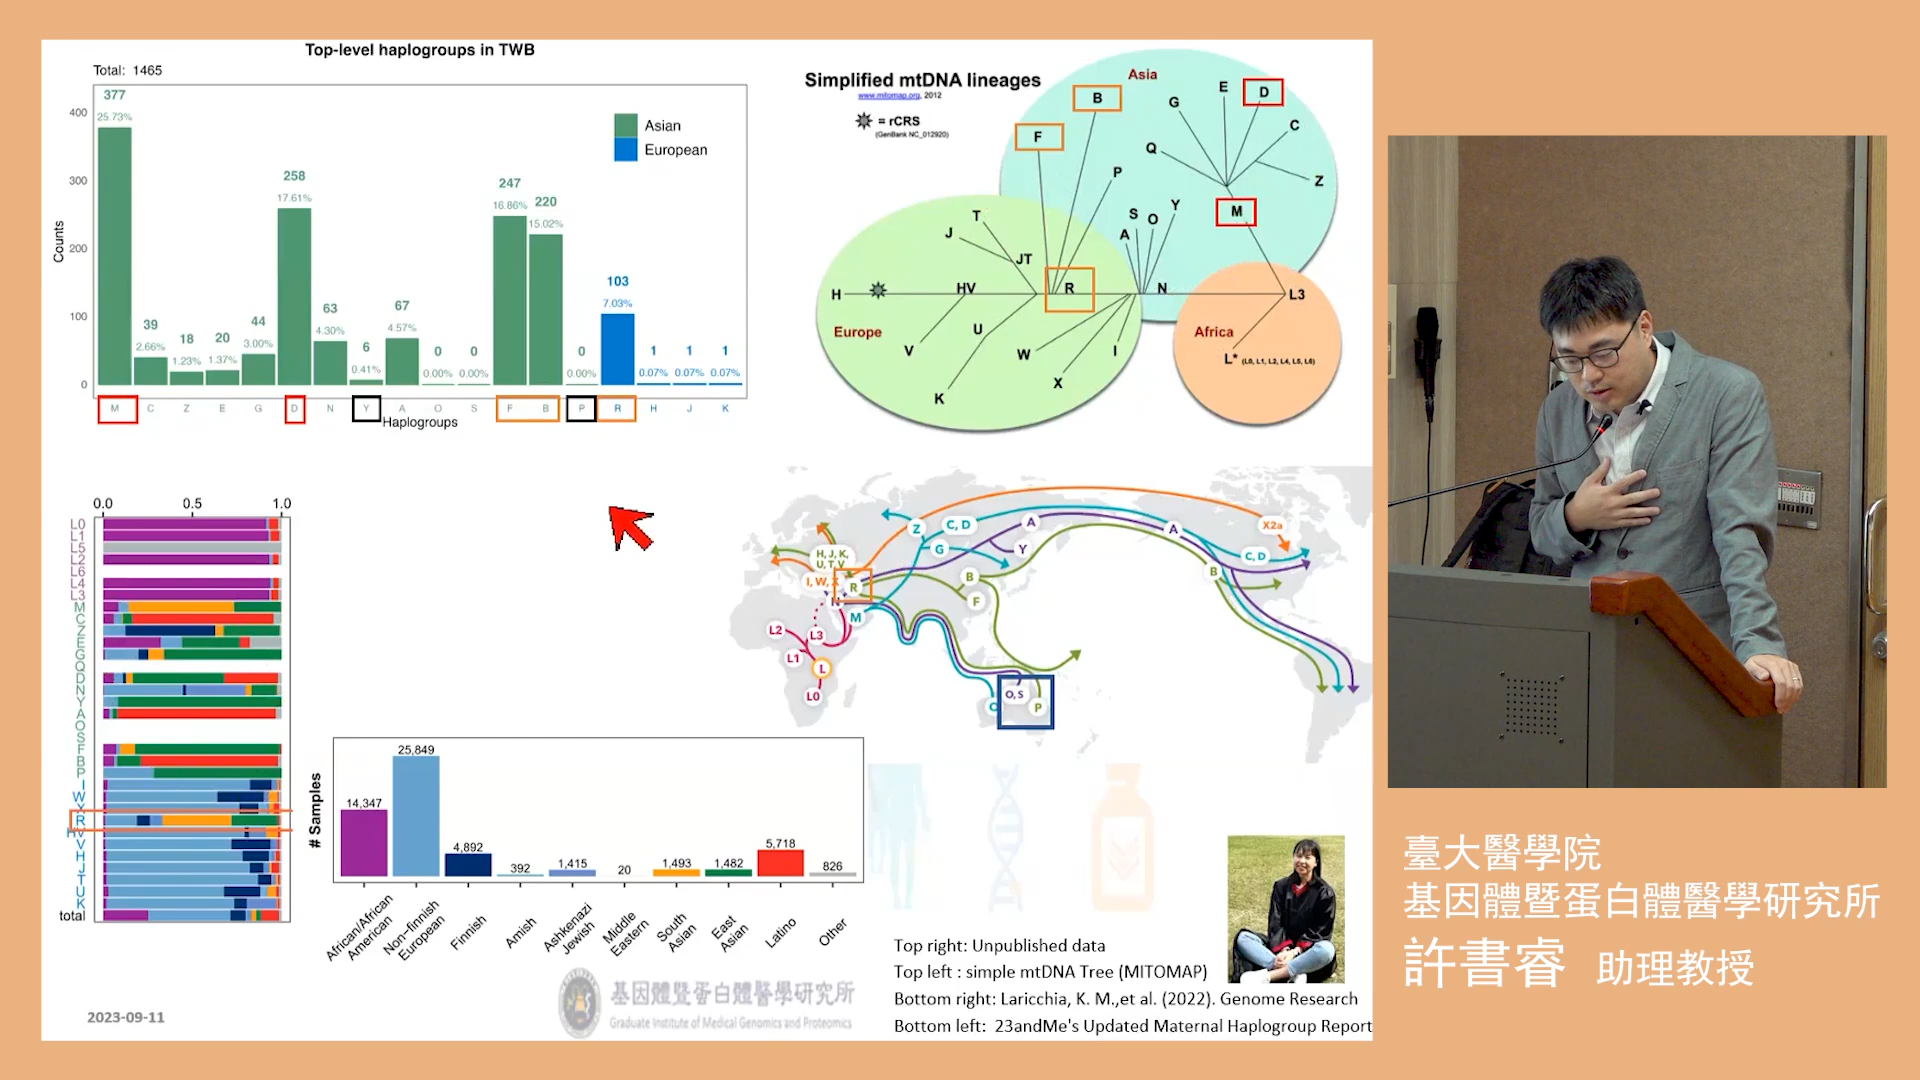 Top-level haplogroups in TWB
Total: 1465
377
25.73%
39
2.66%
18
1.23%
20
1.37%
44
3.00%
258
17.61%
63
4.30%
6
0.41%
67
4.57%
0
0.00%
0
0.00%
247
16.86%
220
15.02%
0
0.00%
103
7.03%
1
0.07%
1
0.07%
1
0.07%
Asian
European
Counts
400
300
200
100
0
M C Z E G D N Y A O S F B P R H J K
Haplogroups
Simplified mtDNA lineages
www.mitomap.org, 2012
= rCRS
(GenBank NC_012920)
Asia
B
F
G
E
D
C
Q
Z
P
M
S
O
Y
A
T
J
JT
H
HV
R
N
L3
Europe
U
V
K
W
X
I
Africa
L* (L0, L1, L2, L4, L5, L6)
0.0 0.5 1.0
L0
L1
L5
L2
L6
L4
L3
M
C
Z
E
G
Q
D
N
Y
A
O
S
F
B
P
I
W
X
R
HV
V
H
J
T
U
K
total
# Samples
14,347
25,849
4,892
392
1,415
20
1,493
1,482
5,718
826
African/African American
Non-finnish European
Finnish
Amish
Ashkenazi Jewish
Middle Eastern
South Asian
East Asian
Latino
Other
Z
C, D
A
G
Y
H, J, K,
U, T, V
I, W, X
R
N
M
B
F
L2
L3
L1
L
L0
O, S
P
A
X2a
C, D
B
基因體暨蛋白體醫學研究所
Graduate Institute of Medical Genomics and Proteomics
2023-09-11
Top right: Unpublished data
Top left : simple mtDNA Tree (MITOMAP)
Bottom right: Laricchia, K. M.,et al. (2022). Genome Research
Bottom left: 23andMe's Updated Maternal Haplogroup Report
臺大醫學院
基因體暨蛋白體醫學研究所
許書睿 助理教授